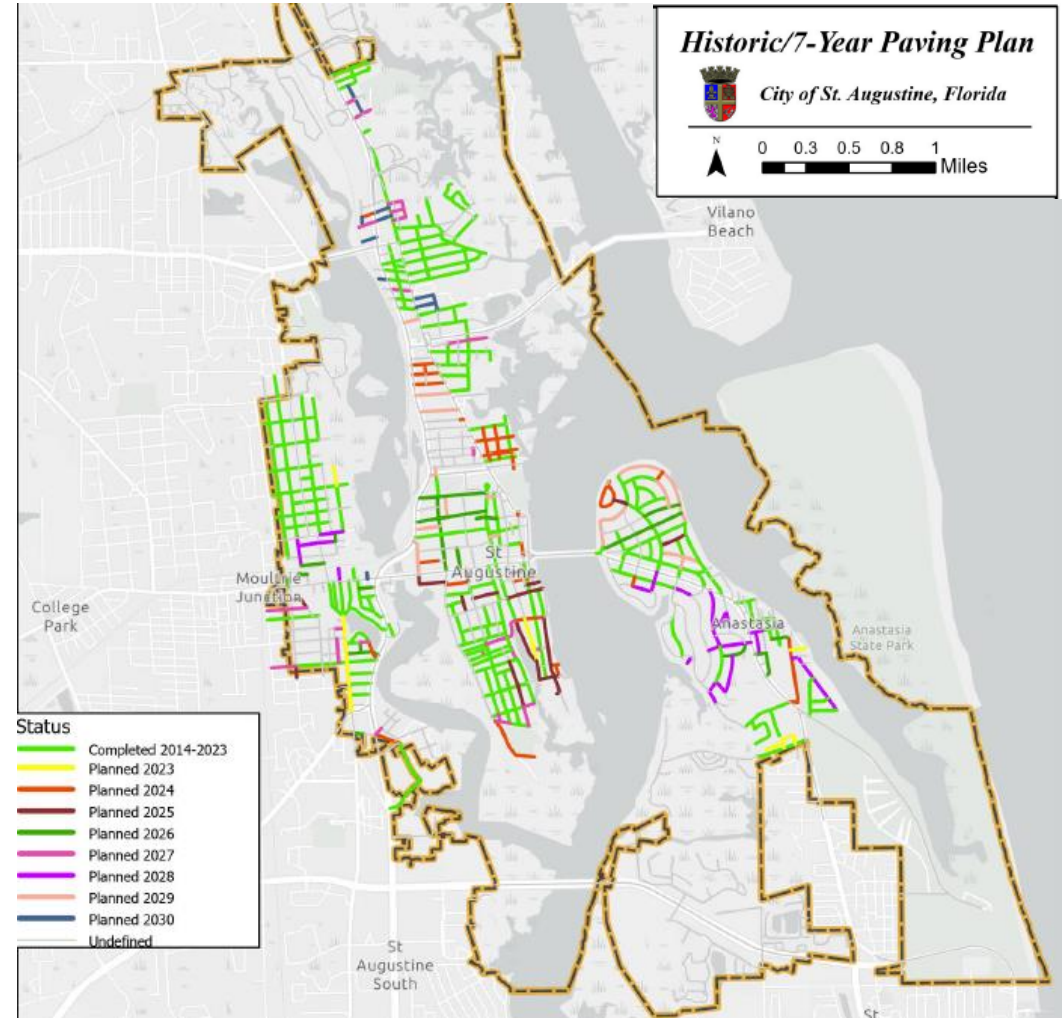 Historic/7-Year Paving Plan
City of St. Augustine, Florida
N
0 0.3 0.5 0.8 1
Miles
Vilano
Beach
St
Augustine
Moultrie
Junction
College
Park
Anastasia
Anastasia
State Park
Status
Completed 2014-2023
Planned 2023
Planned 2024
Planned 2025
Planned 2026
Planned 2027
Planned 2028
Planned 2029
Planned 2030
Undefined
St
Augustine
South
St